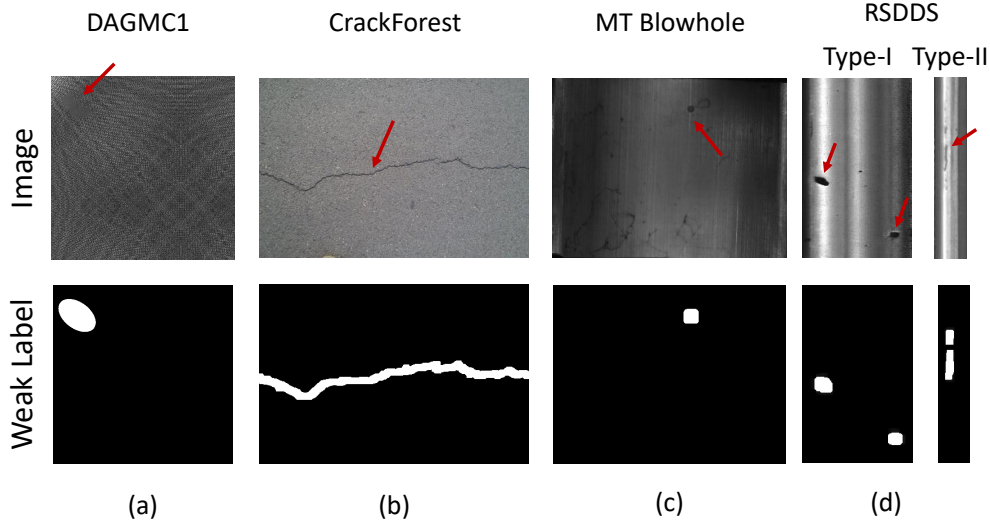 DAGMC1
CrackForest
MT Blowhole
RSDDS
Type-I
Type-II
Image
Weak Label
(a)
(b)
(c)
(d)